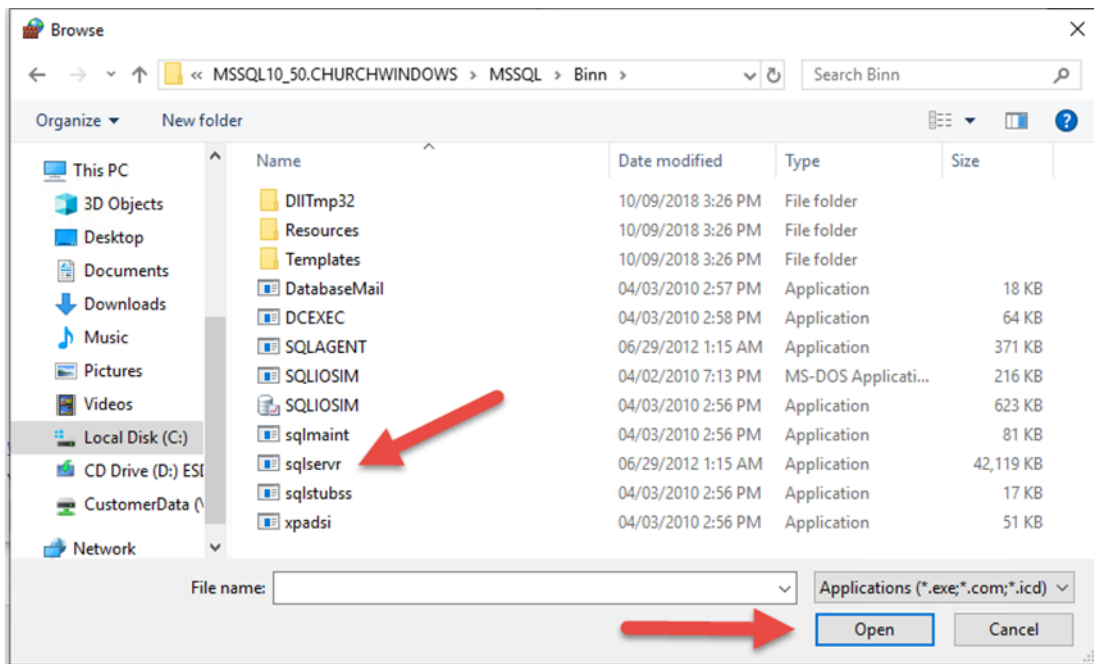 Browse
« MSSQL10_50.CHURCHWINDOWS > MSSQL > Binn >
Search Binn
Organize
New folder
Name
Date modified
Type
Size
This PC
3D Objects
Desktop
Documents
Downloads
Music
Pictures
Videos
Local Disk (C:)
CD Drive (D:) ESD
CustomerData (
Network
DllTmp32 10/09/2018 3:26 PM File folder
Resources 10/09/2018 3:26 PM File folder
Templates 10/09/2018 3:26 PM File folder
DatabaseMail 04/03/2010 2:57 PM Application 18 KB
DCEXEC 04/03/2010 2:58 PM Application 64 KB
SQLAGENT 06/29/2012 1:15 AM Application 371 KB
SQLIOSIM 04/02/2010 7:13 PM MS-DOS Applicati... 216 KB
SQLIOSIM 04/03/2010 2:56 PM Application 623 KB
sqlmaint 04/03/2010 2:56 PM Application 81 KB
sqlservr 06/29/2012 1:15 AM Application 42,119 KB
sqlstubss 04/03/2010 2:56 PM Application 17 KB
xpadsi 04/03/2010 2:56 PM Application 51 KB
File name:
Applications (*.exe;*.com;*.icd)
Open
Cancel